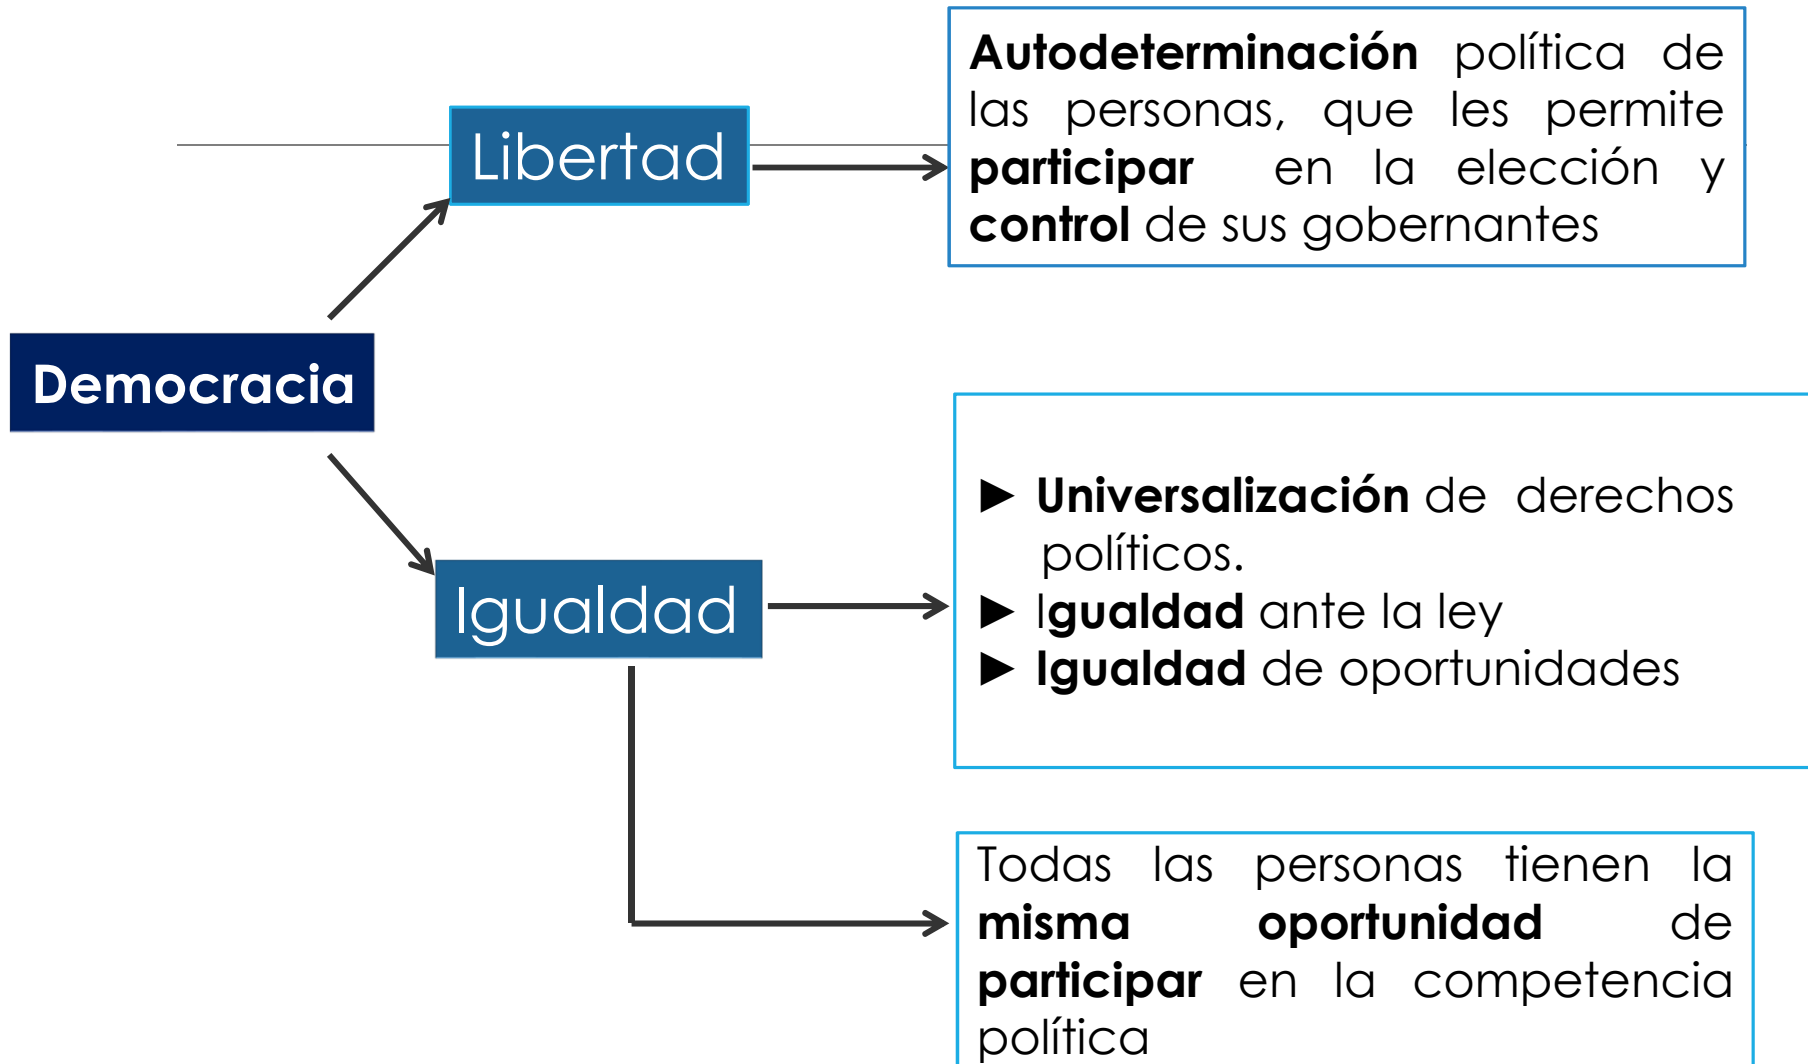 Autodeterminación política de
las personas, que les permite
participar en la elección y
control de sus gobernantes
Libertad
Democracia
► Universalización de derechos
políticos.
► Igualdad ante la ley
► Igualdad de oportunidades
Igualdad
Todas las personas tienen la
misma oportunidad de
participar en la competencia
política